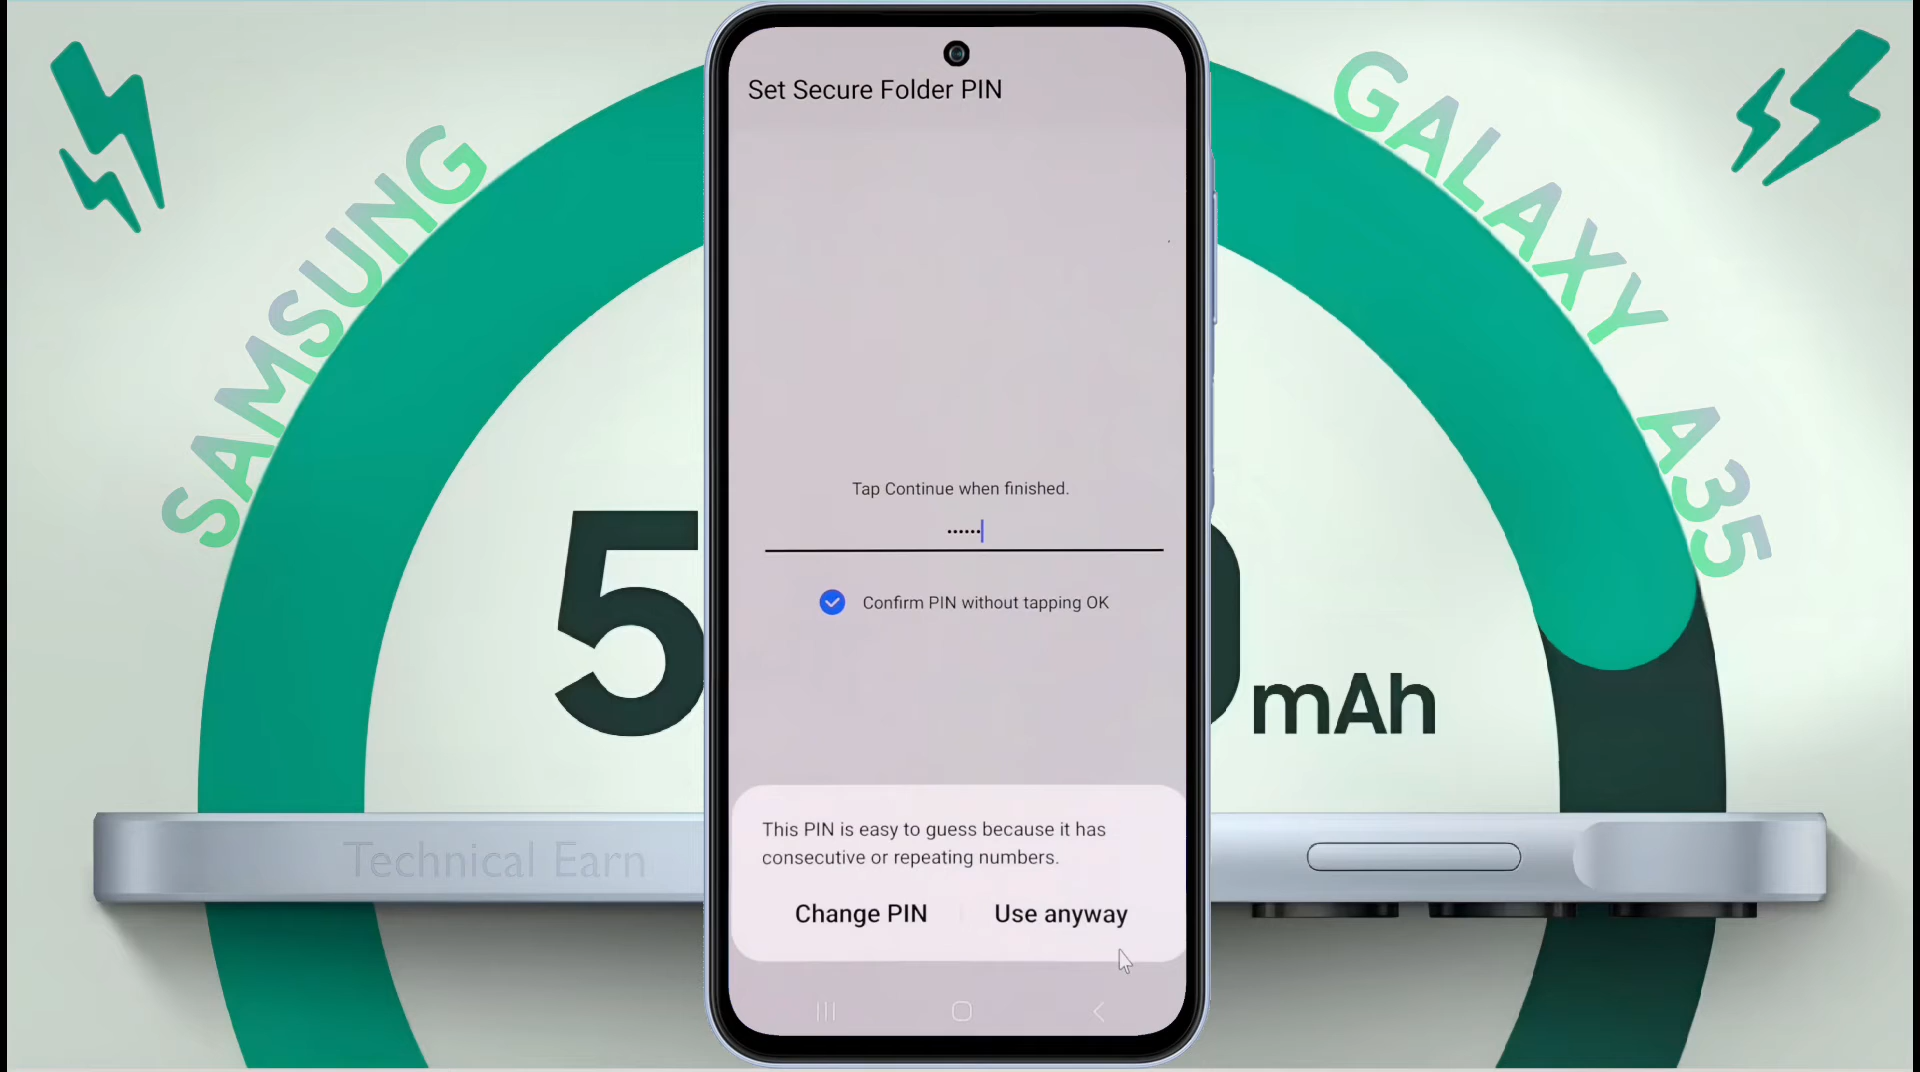 SAMSUNG
GALAXY A35
Set Secure Folder PIN
Tap Continue when finished.
••••••
Confirm PIN without tapping OK
5
0 mAh
This PIN is easy to guess because it has
consecutive or repeating numbers.
Change PIN
Use anyway
Technical Earn